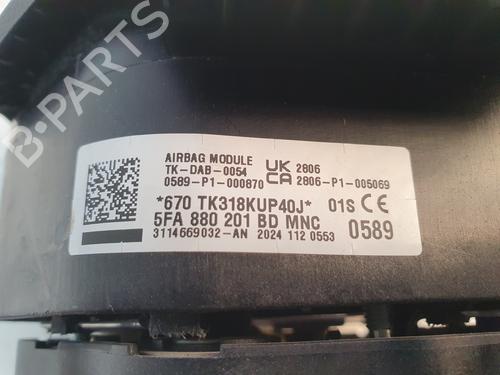 B-PARTS
AIRBAG MODULE
TK-DAB-0054
0589-P1-000870
UK CA
2806
2806-P1-005069
*670 TK318KUP40J* 01S CE
5FA 880 201 BD MNC
3114669032-AN 2024 112 0553
0589